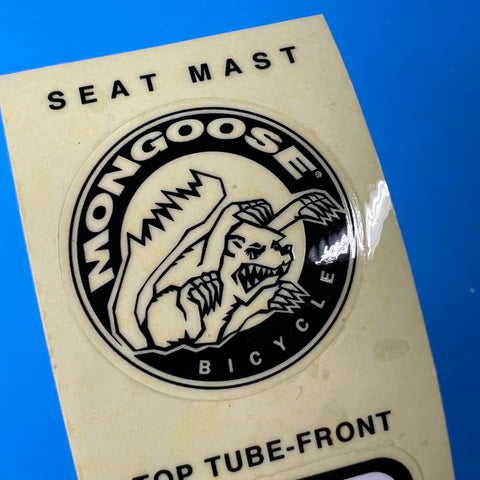 SEAT MAST
MONGOOSE®
BICYCLE
TOP TUBE-FRONT